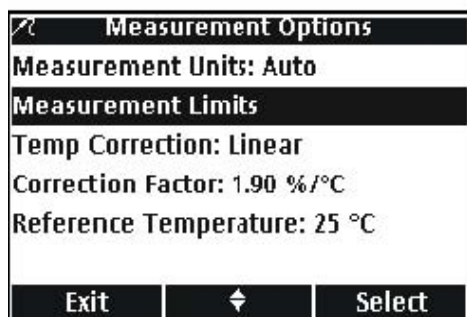 Measurement Options
Measurement Units: Auto
Measurement Limits
Temp Correction: Linear
Correction Factor: 1.90 %/°C
Reference Temperature: 25 °C
Exit Select